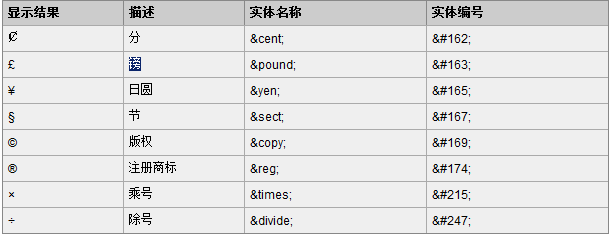 显示结果 描述 实体名称 实体编号
₡ 分 &cent; &#162;
£ 镑 &pound; &#163;
¥ 日圆 &yen; &#165;
§ 节 &sect; &#167;
© 版权 &copy; &#169;
® 注册商标 &reg; &#174;
× 乘号 &times; &#215;
÷ 除号 &divide; &#247;